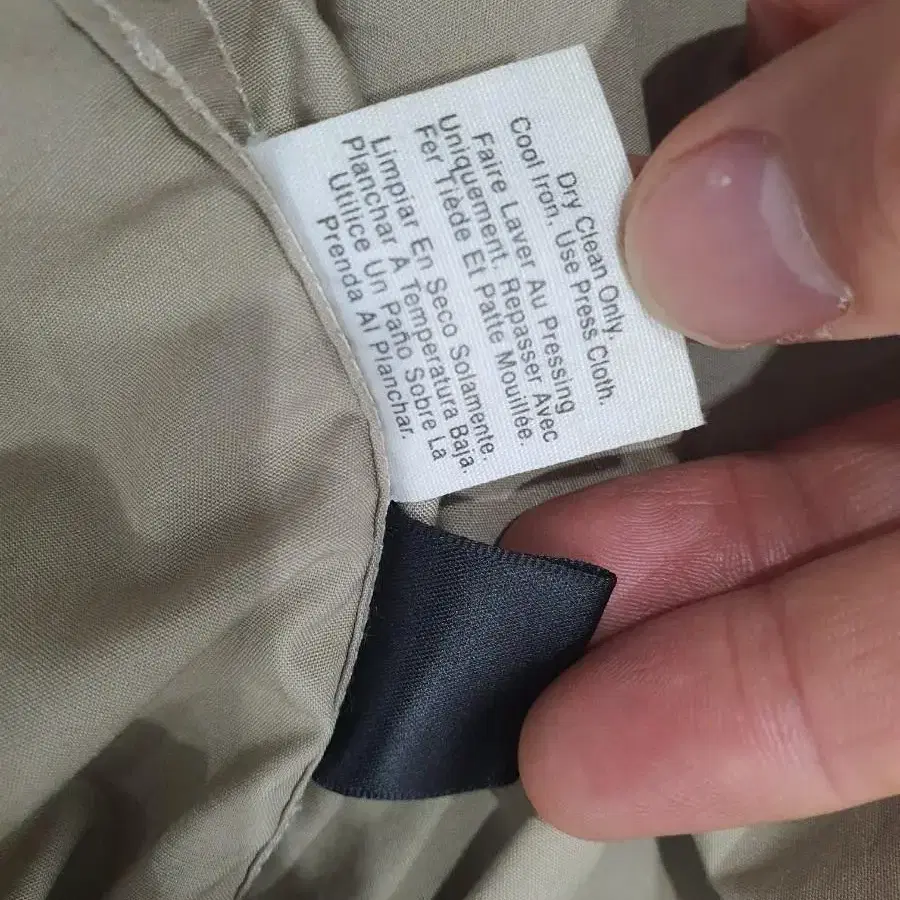 Dry Clean Only.
Cool Iron, Use Press Cloth.
Faire Laver Au Pressing
Uniquement. Repasser Avec
Fer Tiède Et Patte Mouillée.
Limpiar En Seco Solamente.
Planchar A Temperatura Baja.
Utilice Un Paño Sobre La
Prenda Al Planchar.